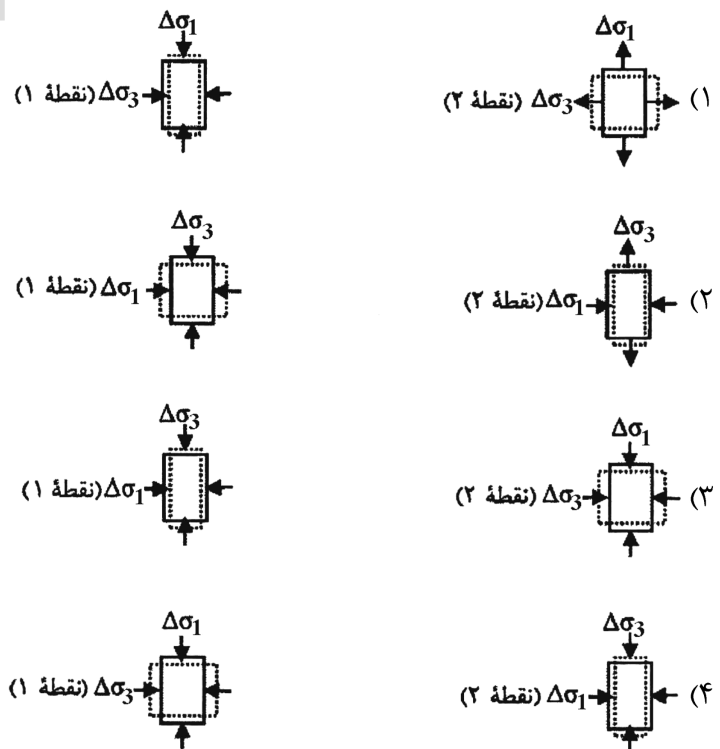 Δσ1
۱) Δσ3 (نقطهٔ ۲)
Δσ1
Δσ3 (نقطهٔ ۱)
Δσ3
۲) Δσ1 (نقطهٔ ۲)
Δσ3
Δσ1 (نقطهٔ ۱)
Δσ1
۳) Δσ3 (نقطهٔ ۲)
Δσ3
Δσ1 (نقطهٔ ۱)
Δσ3
۴) Δσ1 (نقطهٔ ۲)
Δσ1
Δσ3 (نقطهٔ ۱)